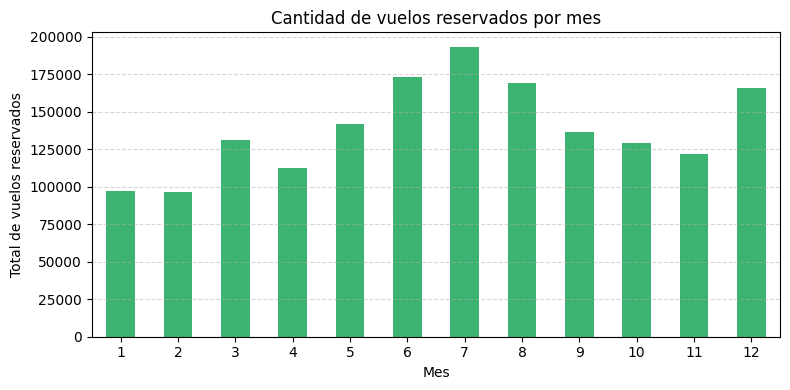 Cantidad de vuelos reservados por mes
Total de vuelos reservados
200000
175000
150000
125000
100000
75000
50000
25000
0
1 2 3 4 5 6 7 8 9 10 11 12
Mes